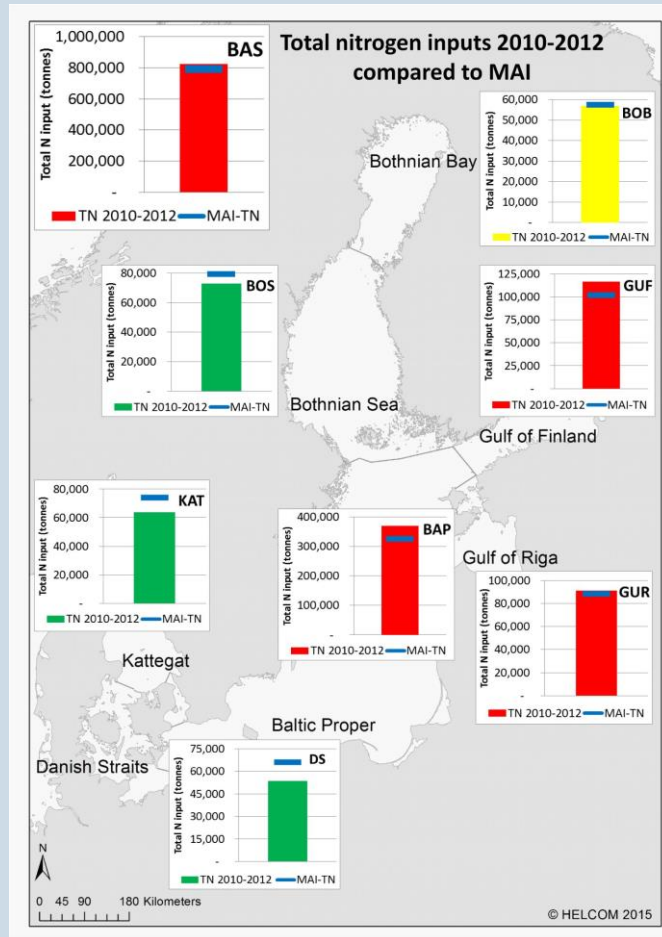 Total nitrogen inputs 2010-2012
compared to MAI
BAS
Total N input (tonnes)
1,000,000
800,000
600,000
400,000
200,000
-
TN 2010-2012 MAI-TN
BOB
Total N input (tonnes)
60,000
50,000
40,000
30,000
20,000
10,000
-
TN 2010-2012 MAI-TN
Bothnian Bay
BOS
Total N input (tonnes)
80,000
60,000
40,000
20,000
-
TN 2010-2012 MAI-TN
GUF
Total N input (tonnes)
125,000
100,000
75,000
50,000
25,000
-
TN 2010-2012 MAI-TN
Bothnian Sea
Gulf of Finland
KAT
Total N input (tonnes)
80,000
60,000
40,000
20,000
-
TN 2010-2012 MAI-TN
BAP
Total N input (tonnes)
400,000
300,000
200,000
100,000
-
TN 2010-2012 MAI-TN
Gulf of Riga
GUR
Total N input (tonnes)
100,000
80,000
60,000
40,000
20,000
-
TN 2010-2012 MAI-TN
Kattegat
Baltic Proper
Danish Straits
DS
Total N input (tonnes)
75,000
60,000
45,000
30,000
15,000
-
TN 2010-2012 MAI-TN
N
0 45 90 180 Kilometers
© HELCOM 2015